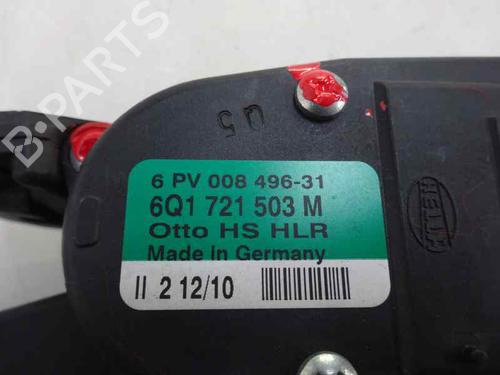 B-PARTS
Q5
6 PV 008 496-31
6Q1 721 503 M
Otto HS HLR
Made in Germany
II 2 12/10
HELLA